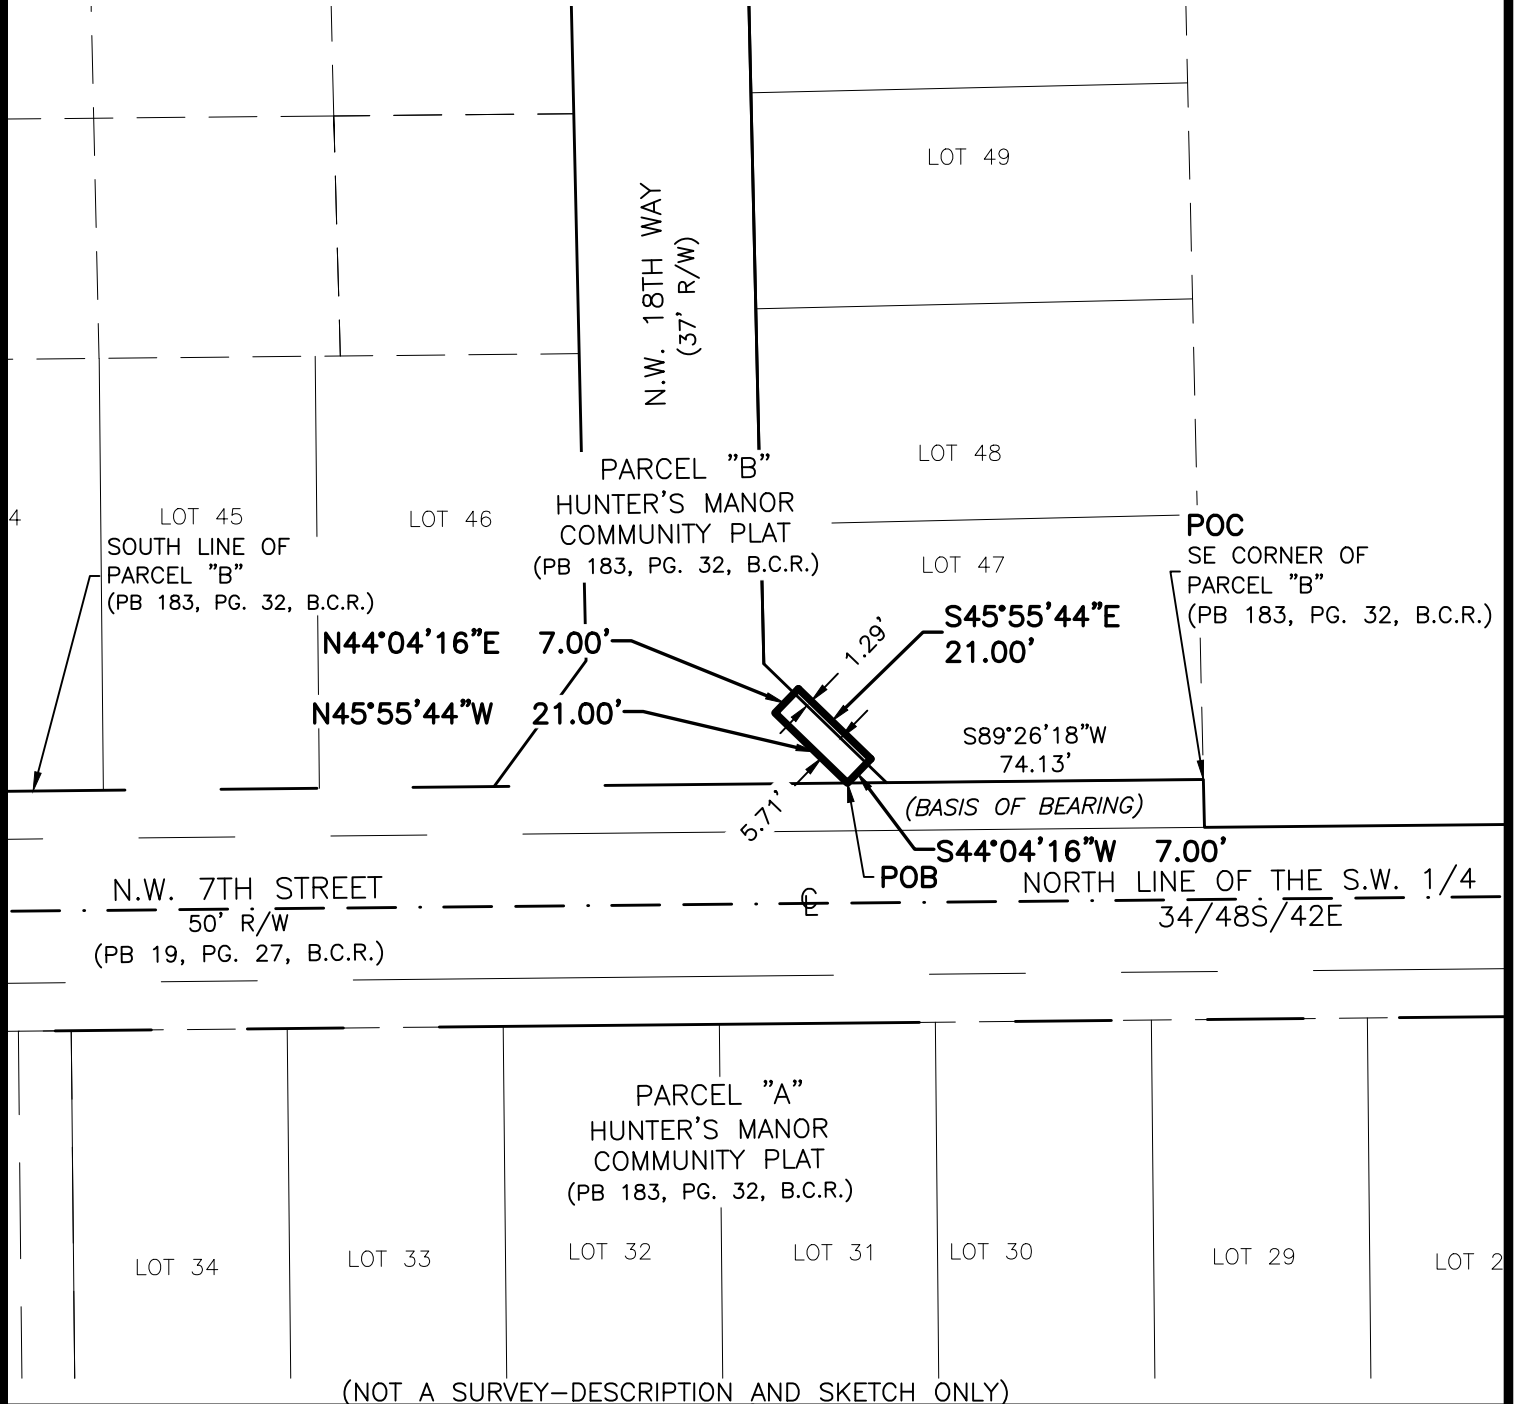 LOT 49
N.W. 18TH WAY
(37' R/W)
LOT 48
PARCEL "B"
HUNTER'S MANOR
COMMUNITY PLAT
(PB 183, PG. 32, B.C.R.)
4
LOT 45
LOT 46
SOUTH LINE OF
PARCEL "B"
(PB 183, PG. 32, B.C.R.)
LOT 47
POC
SE CORNER OF
PARCEL "B"
(PB 183, PG. 32, B.C.R.)
N44°04'16"E 7.00'
1.29'
S45°55'44"E
21.00'
N45°55'44"W 21.00'
S89°26'18"W
74.13'
(BASIS OF BEARING)
5.71'
S44°04'16"W 7.00'
POB
N.W. 7TH STREET
50' R/W
(PB 19, PG. 27, B.C.R.)
CL
NORTH LINE OF THE S.W. 1/4
34/48S/42E
PARCEL "A"
HUNTER'S MANOR
COMMUNITY PLAT
(PB 183, PG. 32, B.C.R.)
LOT 34
LOT 33
LOT 32
LOT 31
LOT 30
LOT 29
LOT 2
(NOT A SURVEY-DESCRIPTION AND SKETCH ONLY)